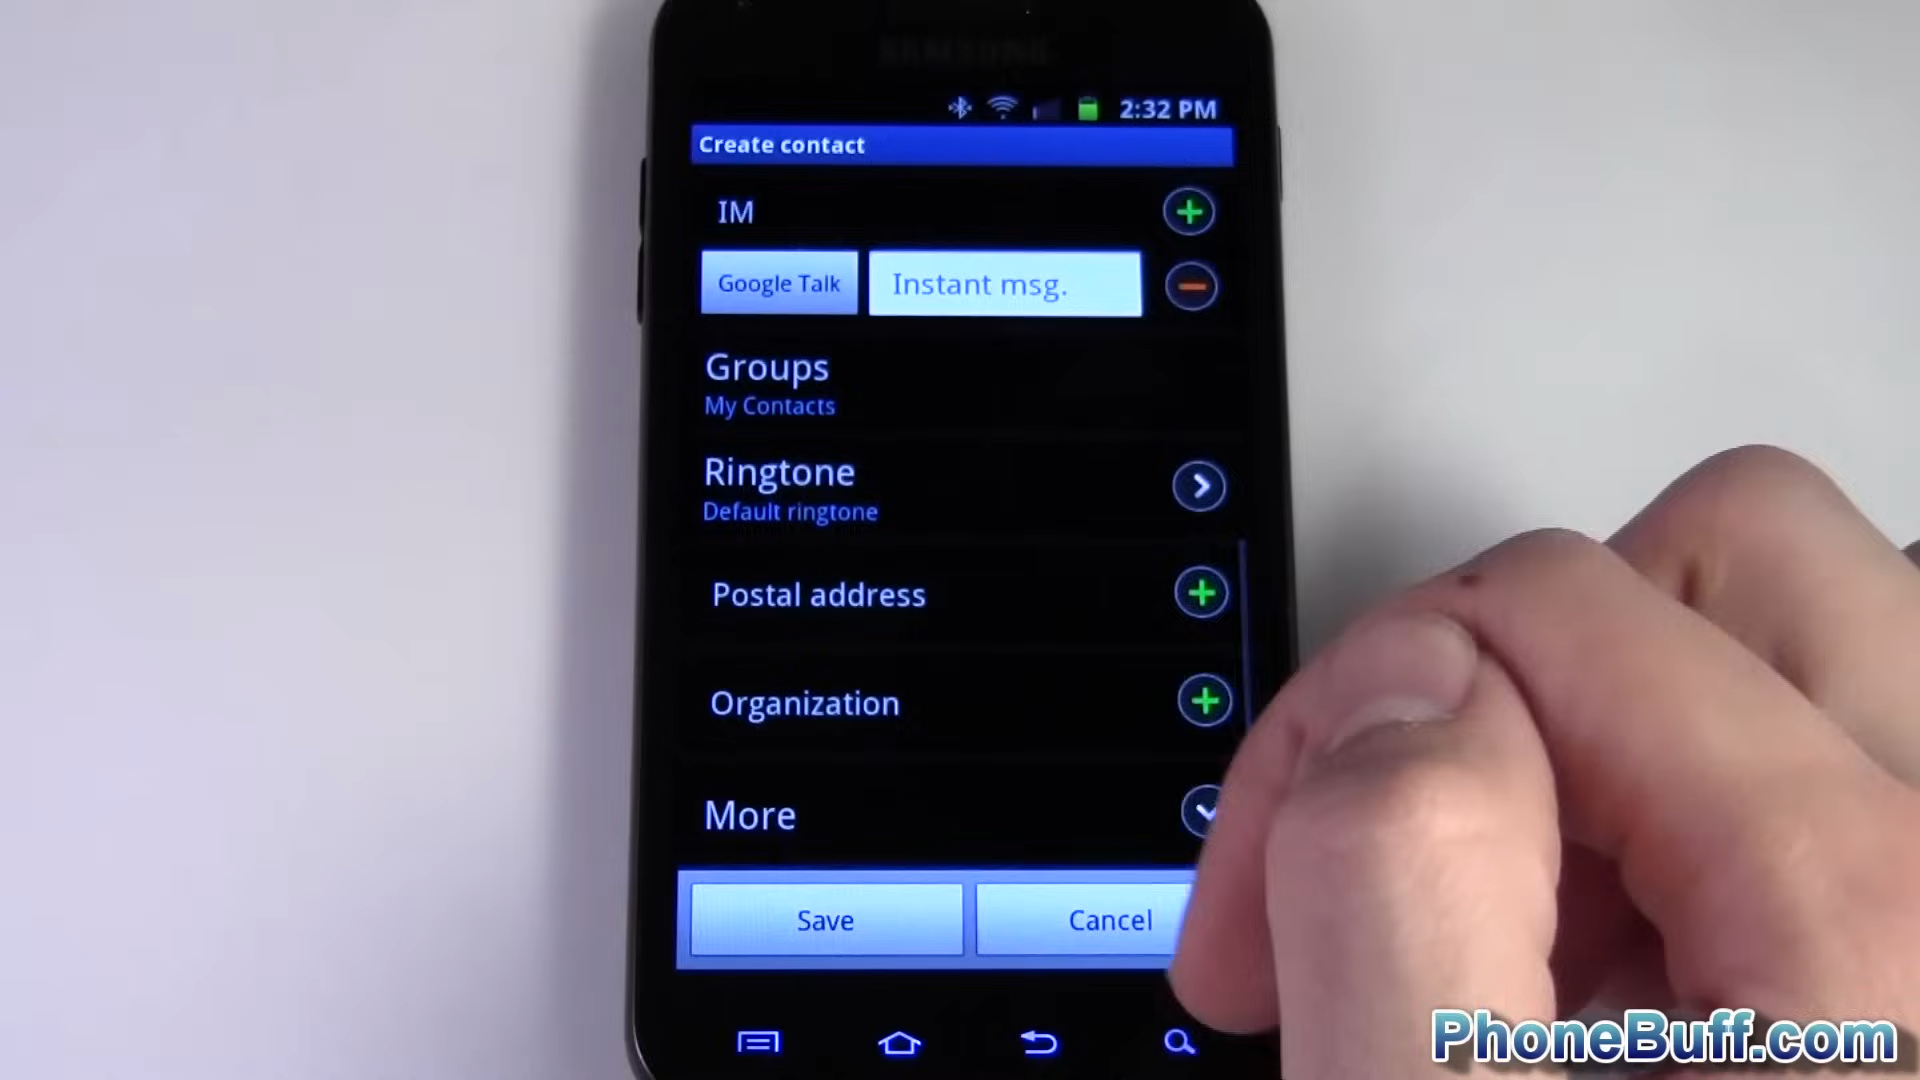 SAMSUNG
2:32 PM
Create contact
IM
Google Talk
Instant msg.
Groups
My Contacts
Ringtone
Default ringtone
Postal address
Organization
More
Save
Cancel
PhoneBuff.com